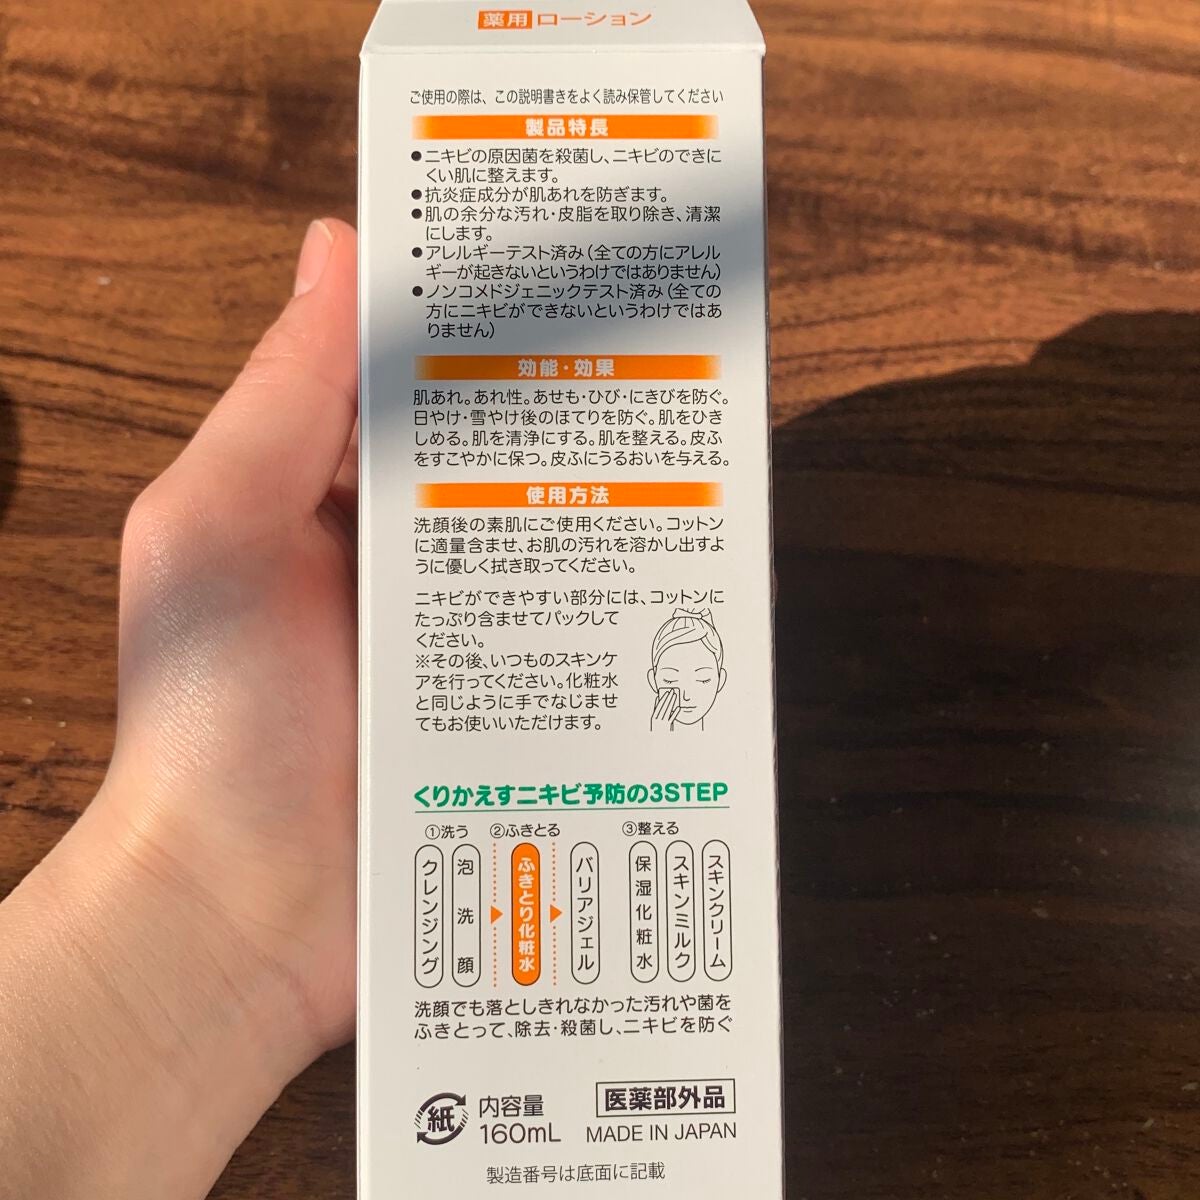 薬用 ローション
ご使用の際は、この説明書きをよく読み保管してください
製品特長
●ニキビの原因菌を殺菌し、ニキビのできに
くい肌に整えます。
●抗炎症成分が肌あれを防ぎます。
●肌の余分な汚れ・皮脂を取り除き、清潔
にします。
●アレルギーテスト済み(全ての方にアレル
ギーが起きないというわけではありません)
●ノンコメドジェニックテスト済み(全ての
方にニキビができないというわけではあ
りません)
効能・効果
肌あれ。あれ性。あせも・ひび・にきびを防ぐ。
日やけ・雪やけ後のほてりを防ぐ。肌をひき
しめる。肌を清浄にする。肌を整える。皮ふ
をすこやかに保つ。皮ふにうるおいを与える。
使用方法
洗顔後の素肌にご使用ください。コットン
に適量含ませ、お肌の汚れを溶かし出すよ
うに優しく拭き取ってください。
ニキビができやすい部分には、コットンに
たっぷり含ませてパックして
ください。
※その後、いつものスキンケ
アを行ってください。化粧水
と同じように手でなじませ
てもお使いいただけます。
くりかえすニキビ予防の3STEP
①洗う ②ふきとる ③整える
クレンジング
泡洗顔
ふきとり化粧水
バリアジェル
保湿化粧水
スキンミルク
スキンクリーム
洗顔でも落としきれなかった汚れや菌を
ふきとって、除去・殺菌し、ニキビを防ぐ
紙
内容量
160mL
医薬部外品
MADE IN JAPAN
製造番号は底面に記載